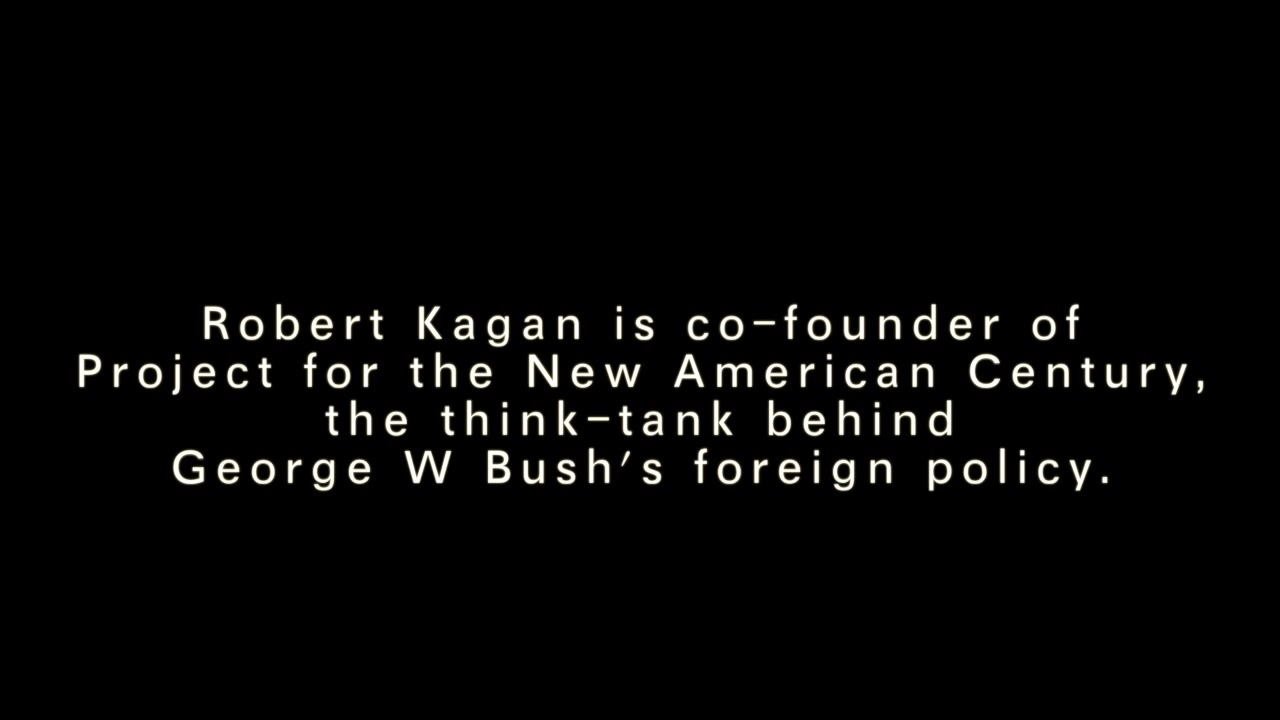 Robert Kagan is co-founder of
Project for the New American Century,
the think-tank behind
George W Bush's foreign policy.